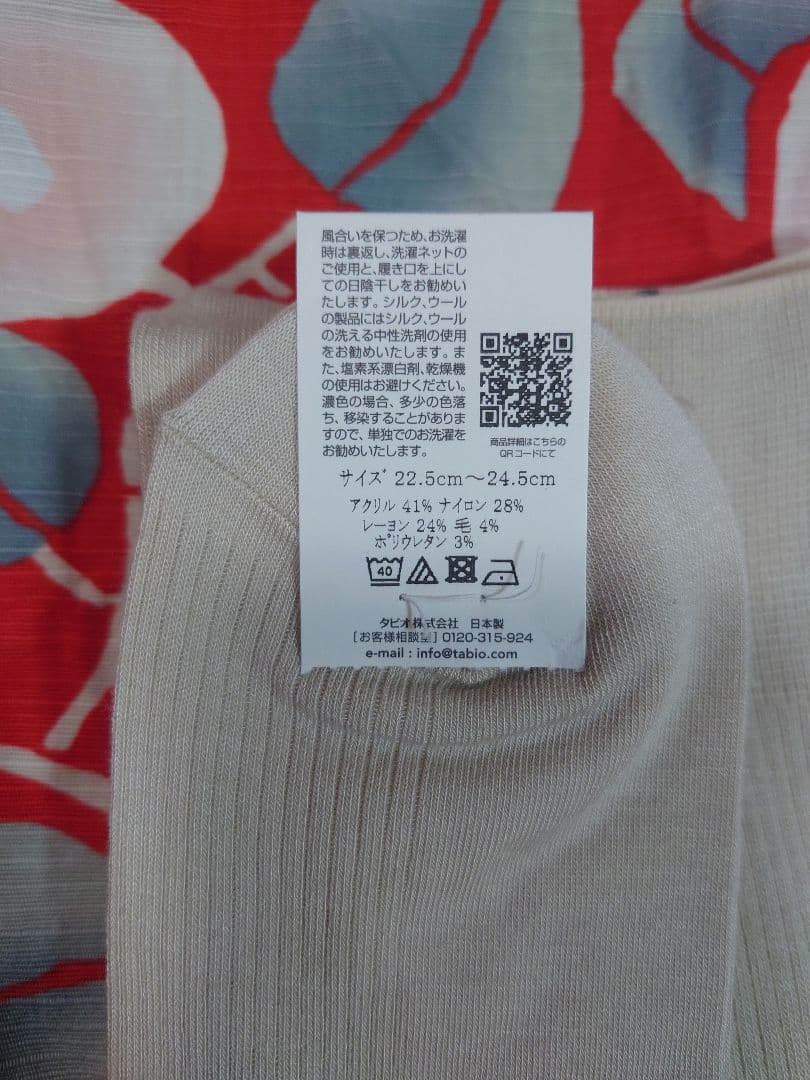 風合いを保つため、お洗濯
時は裏返し、洗濯ネットの
ご使用と、履き口を上にし
ての日陰干しをお勧めい
たします。シルク、ウール
の製品にはシルク、ウール
の洗える中性洗剤の使用
をお勧めいたします。ま
た、塩素系漂白剤、乾燥機
の使用はお避けください。
濃色の場合、多少の色落
ち、移染することがありま
すので、単独でのお洗濯を
お勧めいたします。
商品詳細はこちらの
QRコードにて
サイズ 22.5cm～24.5cm
アクリル 41% ナイロン 28%
レーヨン 24% 毛 4%
ポリウレタン 3%
40
タビオ株式会社 日本製
[お客様相談室] 0120-315-924
e-mail : info@tabio.com